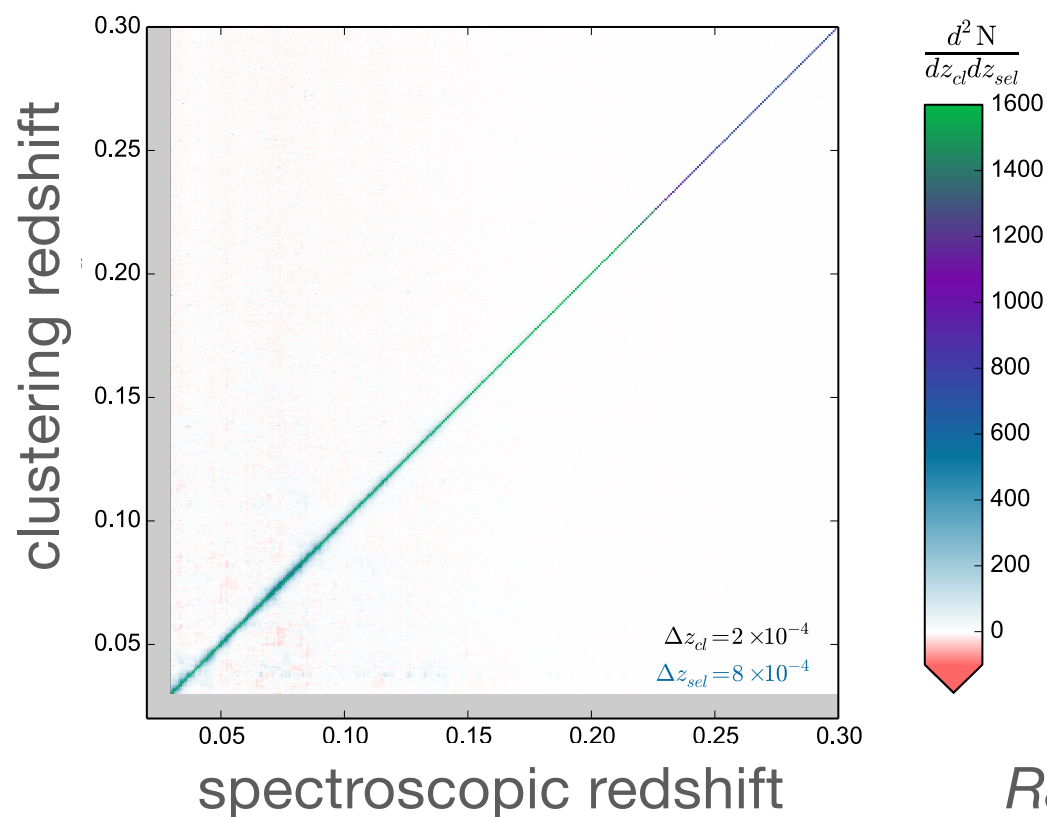 clustering redshift
0.30
0.25
0.20
0.15
0.10
0.05
Δz_cl = 2 ×10⁻⁴
Δz_sel = 8 ×10⁻⁴
0.05 0.10 0.15 0.20 0.25 0.30
spectroscopic redshift
d² N
dz_cl dz_sel
1600
1400
1200
1000
800
600
400
200
0